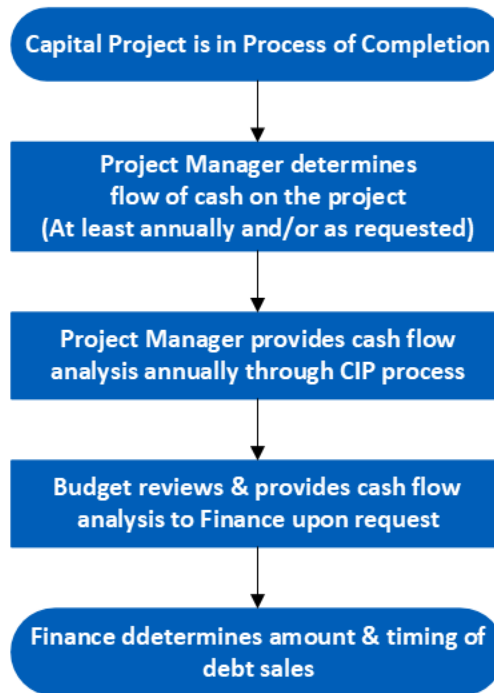 Capital Project is in Process of Completion
Project Manager determines
flow of cash on the project
(At least annually and/or as requested)
Project Manager provides cash flow
analysis annually through CIP process
Budget reviews & provides cash flow
analysis to Finance upon request
Finance ddetermines amount & timing of
debt sales